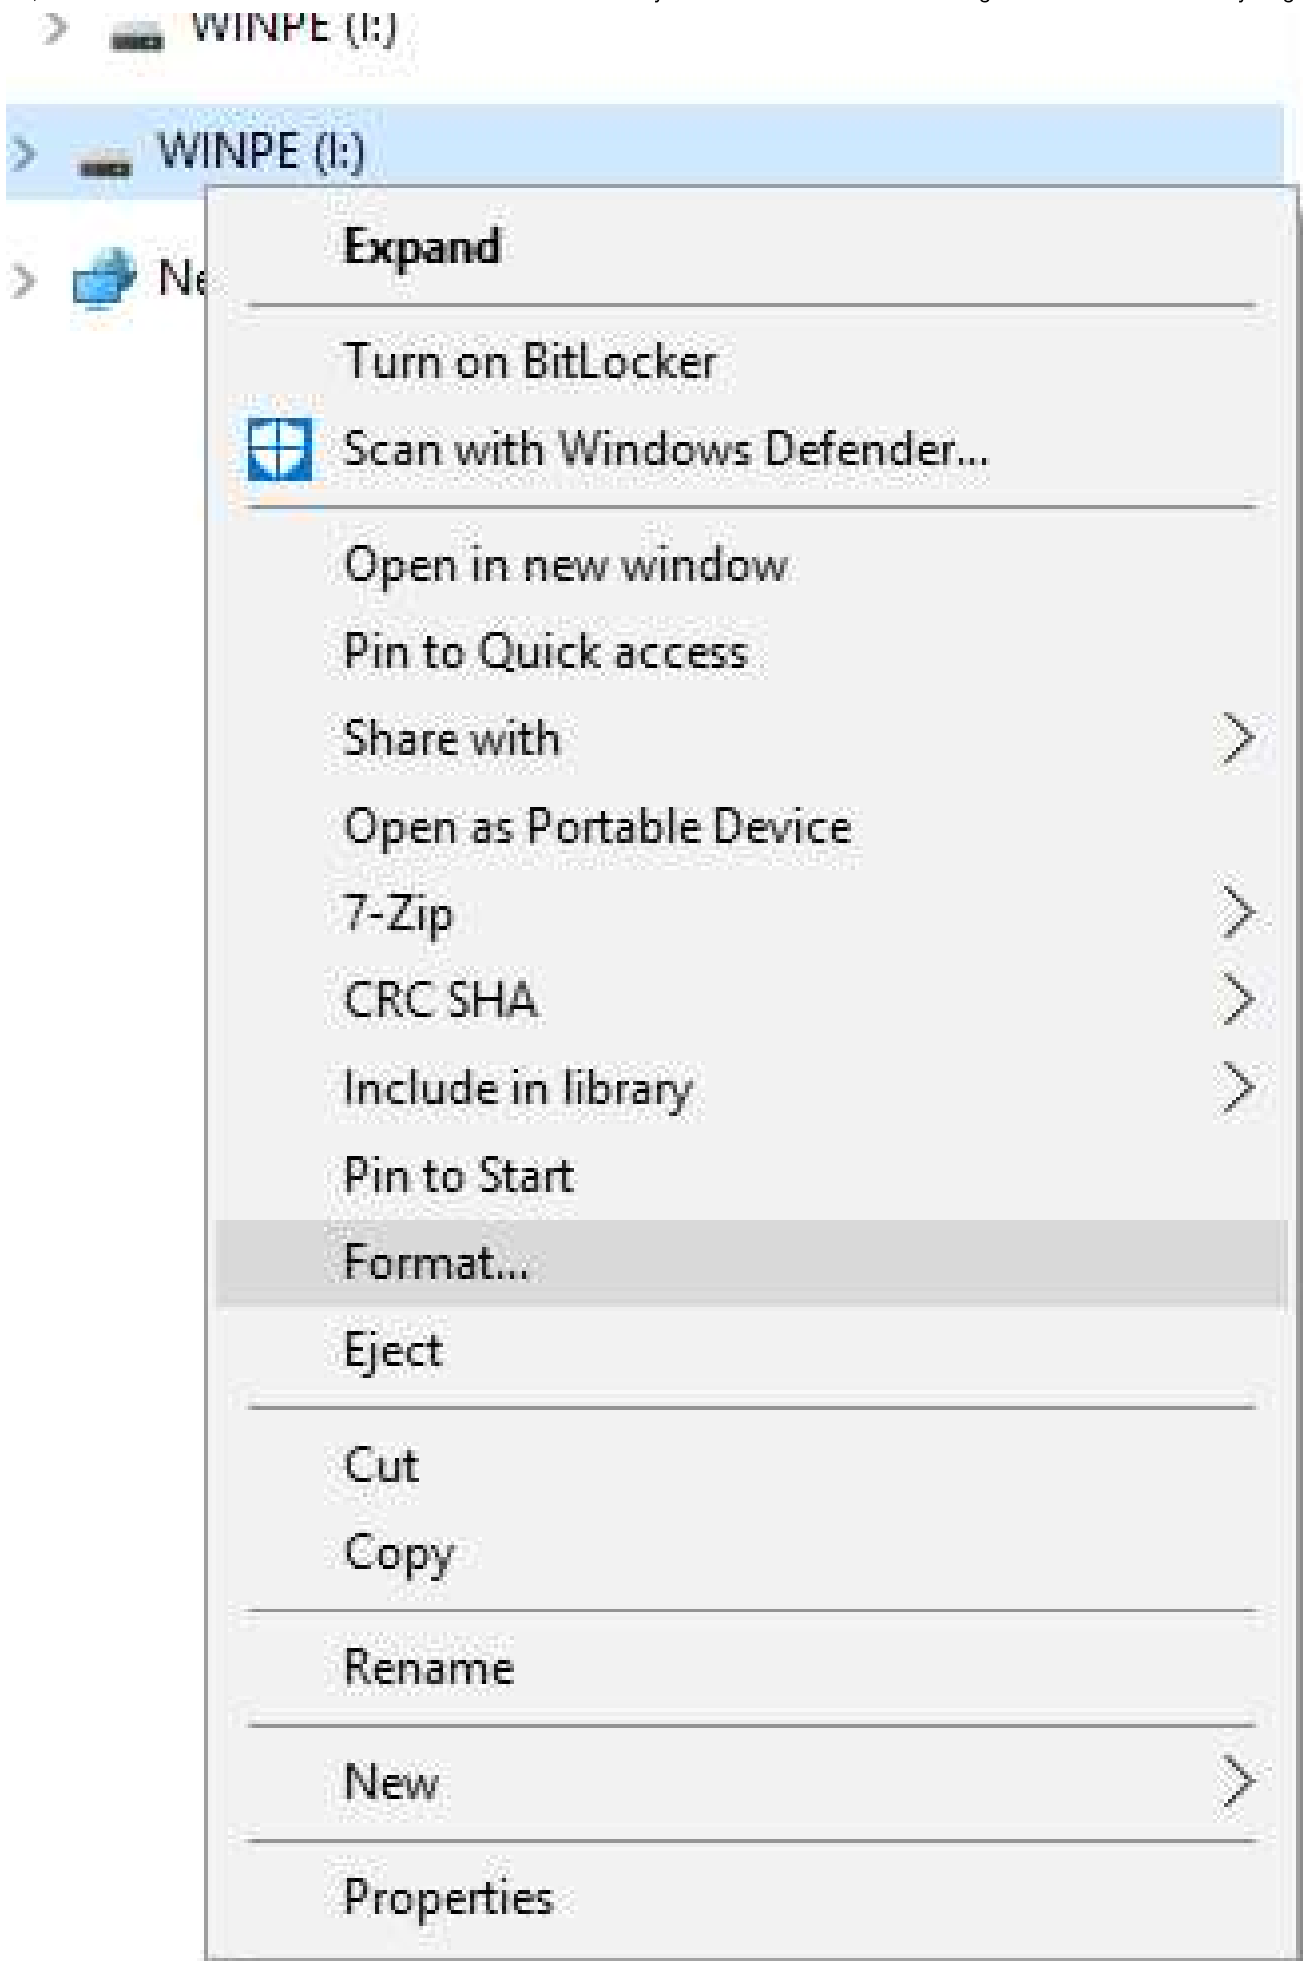 WINPE (I:)
WINPE (I:)
Ne
Expand
Turn on BitLocker
Scan with Windows Defender...
Open in new window
Pin to Quick access
Share with
Open as Portable Device
7-Zip
CRC SHA
Include in library
Pin to Start
Format...
Eject
Cut
Copy
Rename
New
Properties